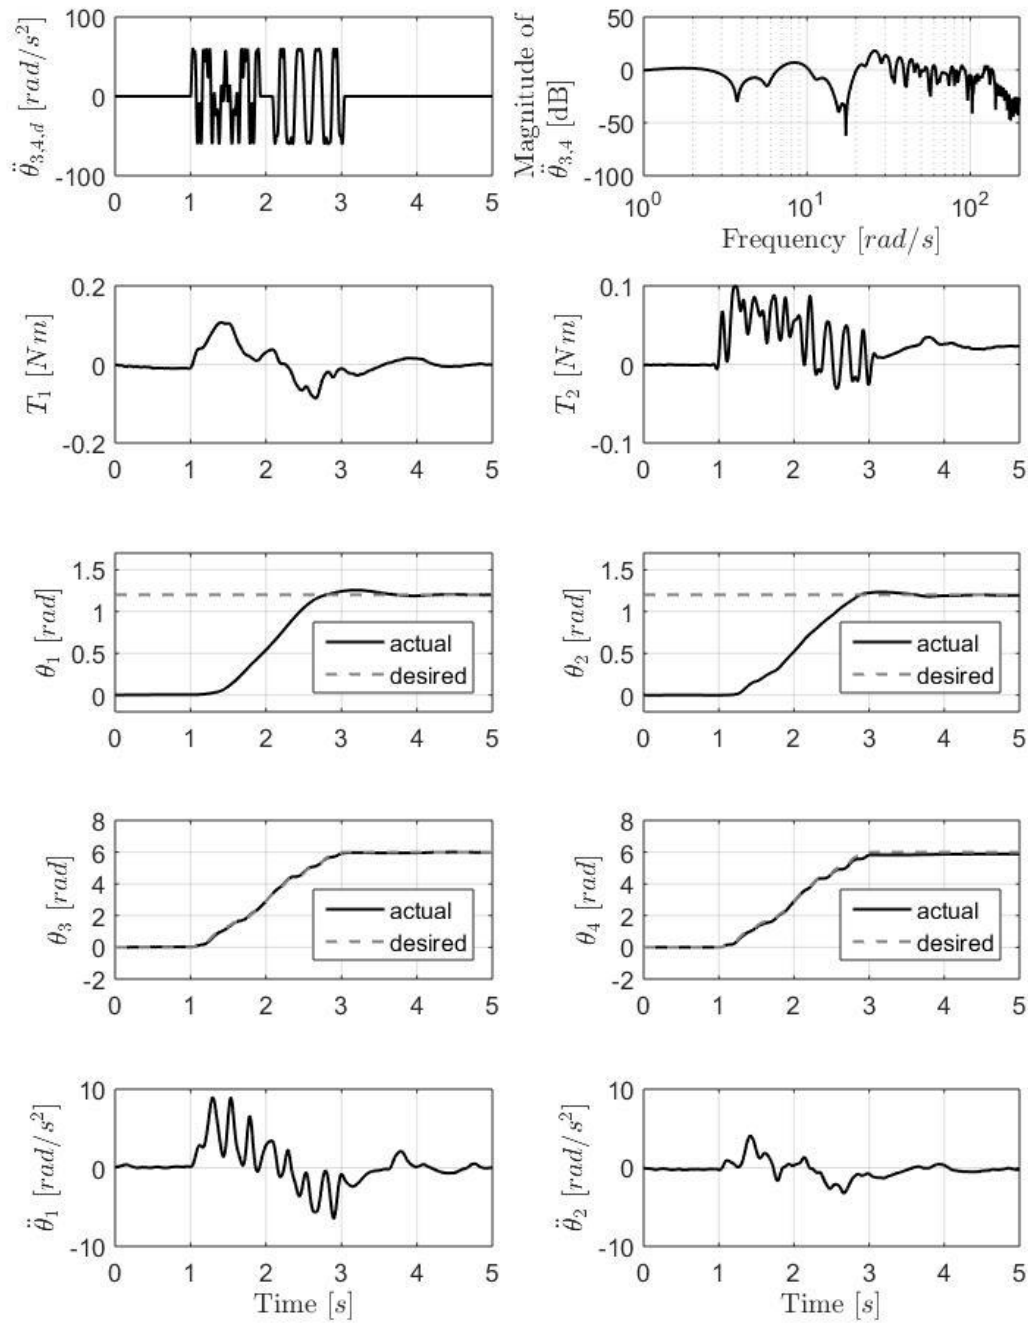 θ̈_{3,4,d} [rad/s²]
100
0
-100
0 1 2 3 4 5
Magnitude of
θ̈_{3,4} [dB]
50
0
-50
-100
10⁰ 10¹ 10²
Frequency [rad/s]
T₁ [Nm]
0.2
0
-0.2
0 1 2 3 4 5
T₂ [Nm]
0.1
0
-0.1
0 1 2 3 4 5
θ₁ [rad]
1.5
1
0.5
0
actual
desired
0 1 2 3 4 5
θ₂ [rad]
1.5
1
0.5
0
actual
desired
0 1 2 3 4 5
θ₃ [rad]
8
6
4
2
0
-2
actual
desired
0 1 2 3 4 5
θ₄ [rad]
8
6
4
2
0
-2
actual
desired
0 1 2 3 4 5
θ̈₁ [rad/s²]
10
0
-10
0 1 2 3 4 5
Time [s]
θ̈₂ [rad/s²]
10
0
-10
0 1 2 3 4 5
Time [s]